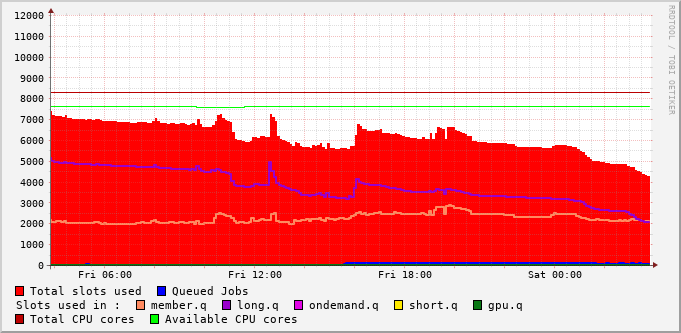 RRDTOOL / TOBI OETIKER
12000
11000
10000
9000
8000
7000
6000
5000
4000
3000
2000
1000
0
Fri 06:00 Fri 12:00 Fri 18:00 Sat 00:00
Total slots used Queued Jobs
Slots used in : member.q long.q ondemand.q short.q gpu.q
Total CPU cores Available CPU cores